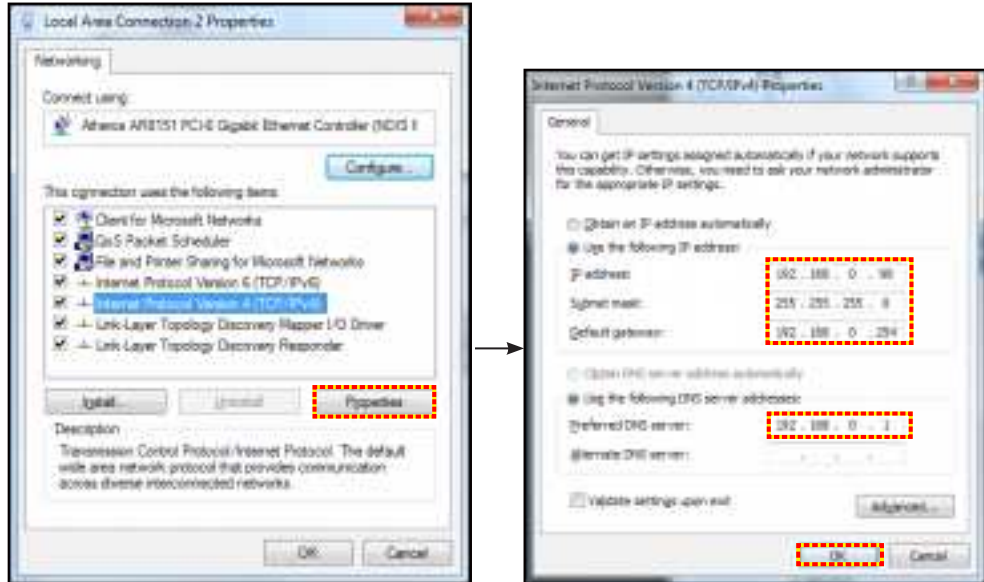 Local Area Connection 2 Properties
Networking
Connect using:
Atheros AR8151 PCI-E Gigabit Ethernet Controller (NDIS 6
Configure...
This connection uses the following items:
Client for Microsoft Networks
QoS Packet Scheduler
File and Printer Sharing for Microsoft Networks
Internet Protocol Version 6 (TCP/IPv6)
Internet Protocol Version 4 (TCP/IPv4)
Link-Layer Topology Discovery Mapper I/O Driver
Link-Layer Topology Discovery Responder
Install...
Uninstall
Properties
Description
Transmission Control Protocol/Internet Protocol. The default
wide area network protocol that provides communication
across diverse interconnected networks.
OK
Cancel
Internet Protocol Version 4 (TCP/IPv4) Properties
General
You can get IP settings assigned automatically if your network supports
this capability. Otherwise, you need to ask your network administrator
for the appropriate IP settings.
Obtain an IP address automatically
Use the following IP address:
IP address: 192 . 168 . 0 .
Subnet mask: 255 . 255 . 255 . 0
Default gateway: 192 . 168 . 0 . 254
Obtain DNS server address automatically
Use the following DNS server addresses:
Preferred DNS server: 192 . 168 . 0 . 1
Alternate DNS server: . . .
Validate settings upon exit
Advanced...
OK
Cancel